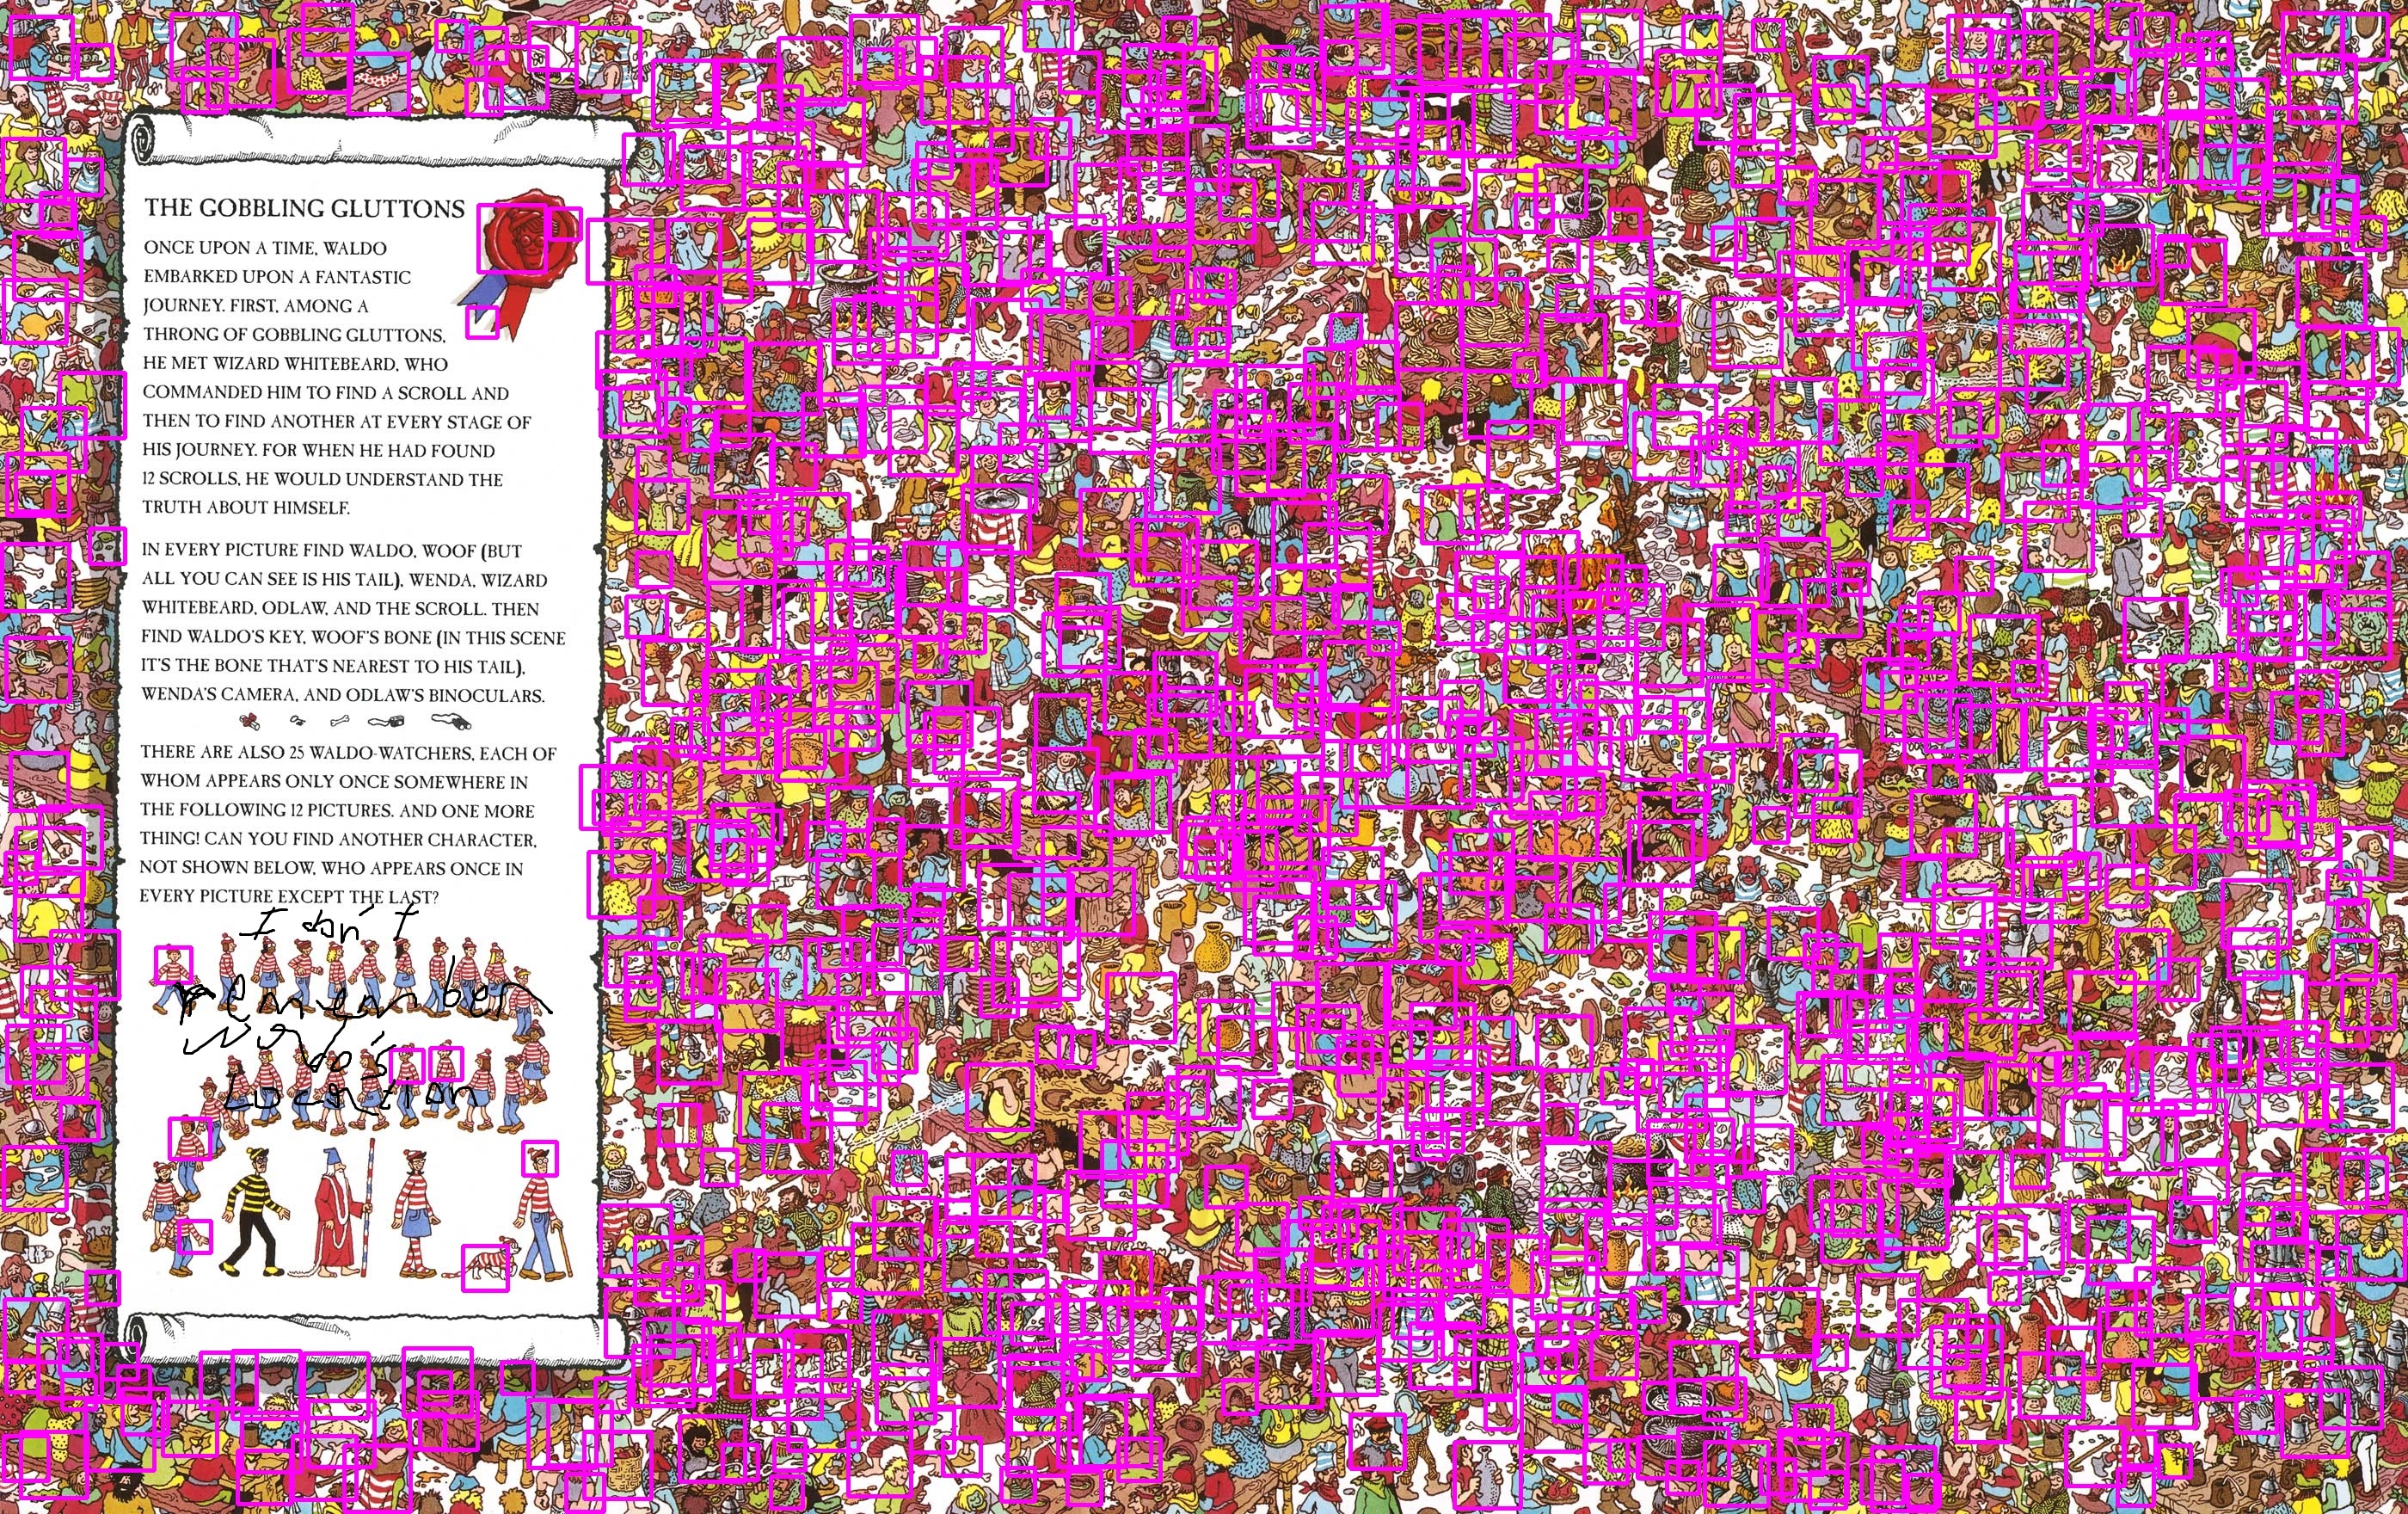 THE GOBBLING GLUTTONS
ONCE UPON A TIME, WALDO
EMBARKED UPON A FANTASTIC
JOURNEY. FIRST, AMONG A
THRONG OF GOBBLING GLUTTONS,
HE MET WIZARD WHITEBEARD, WHO
COMMANDED HIM TO FIND A SCROLL AND
THEN TO FIND ANOTHER AT EVERY STAGE OF
HIS JOURNEY. FOR WHEN HE HAD FOUND
12 SCROLLS, HE WOULD UNDERSTAND THE
TRUTH ABOUT HIMSELF.
IN EVERY PICTURE FIND WALDO, WOOF (BUT
ALL YOU CAN SEE IS HIS TAIL), WENDA, WIZARD
WHITEBEARD, ODLAW, AND THE SCROLL. THEN
FIND WALDO'S KEY, WOOF'S BONE (IN THIS SCENE
IT'S THE BONE THAT'S NEAREST TO HIS TAIL),
WENDA'S CAMERA, AND ODLAW'S BINOCULARS.
THERE ARE ALSO 25 WALDO-WATCHERS, EACH OF
WHOM APPEARS ONLY ONCE SOMEWHERE IN
THE FOLLOWING 12 PICTURES. AND ONE MORE
THING! CAN YOU FIND ANOTHER CHARACTER,
NOT SHOWN BELOW, WHO APPEARS ONCE IN
EVERY PICTURE EXCEPT THE LAST?
I don't
remember
Waldo's
Location